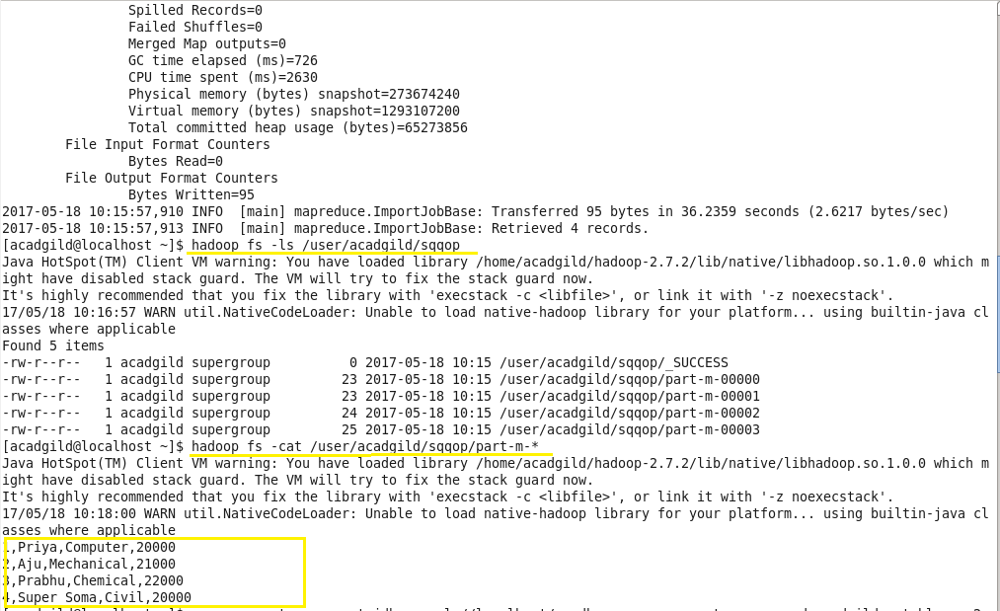 Spilled Records=0
Failed Shuffles=0
Merged Map outputs=0
GC time elapsed (ms)=726
CPU time spent (ms)=2630
Physical memory (bytes) snapshot=273674240
Virtual memory (bytes) snapshot=1293107200
Total committed heap usage (bytes)=65273856
File Input Format Counters
Bytes Read=0
File Output Format Counters
Bytes Written=95
2017-05-18 10:15:57,910 INFO  [main] mapreduce.ImportJobBase: Transferred 95 bytes in 36.2359 seconds (2.6217 bytes/sec)
2017-05-18 10:15:57,913 INFO  [main] mapreduce.ImportJobBase: Retrieved 4 records.
[acadgild@localhost ~]$ hadoop fs -ls /user/acadgild/sqqop
Java HotSpot(TM) Client VM warning: You have loaded library /home/acadgild/hadoop-2.7.2/lib/native/libhadoop.so.1.0.0 which m
ight have disabled stack guard. The VM will try to fix the stack guard now.
It's highly recommended that you fix the library with 'execstack -c <libfile>', or link it with '-z noexecstack'.
17/05/18 10:16:57 WARN util.NativeCodeLoader: Unable to load native-hadoop library for your platform... using builtin-java cl
asses where applicable
Found 5 items
-rw-r--r--   1 acadgild supergroup          0 2017-05-18 10:15 /user/acadgild/sqqop/_SUCCESS
-rw-r--r--   1 acadgild supergroup         23 2017-05-18 10:15 /user/acadgild/sqqop/part-m-00000
-rw-r--r--   1 acadgild supergroup         23 2017-05-18 10:15 /user/acadgild/sqqop/part-m-00001
-rw-r--r--   1 acadgild supergroup         24 2017-05-18 10:15 /user/acadgild/sqqop/part-m-00002
-rw-r--r--   1 acadgild supergroup         25 2017-05-18 10:15 /user/acadgild/sqqop/part-m-00003
[acadgild@localhost ~]$ hadoop fs -cat /user/acadgild/sqqop/part-m-*
Java HotSpot(TM) Client VM warning: You have loaded library /home/acadgild/hadoop-2.7.2/lib/native/libhadoop.so.1.0.0 which m
ight have disabled stack guard. The VM will try to fix the stack guard now.
It's highly recommended that you fix the library with 'execstack -c <libfile>', or link it with '-z noexecstack'.
17/05/18 10:18:00 WARN util.NativeCodeLoader: Unable to load native-hadoop library for your platform... using builtin-java cl
asses where applicable
1,Priya,Computer,20000
2,Aju,Mechanical,21000
3,Prabhu,Chemical,22000
4,Super Soma,Civil,20000